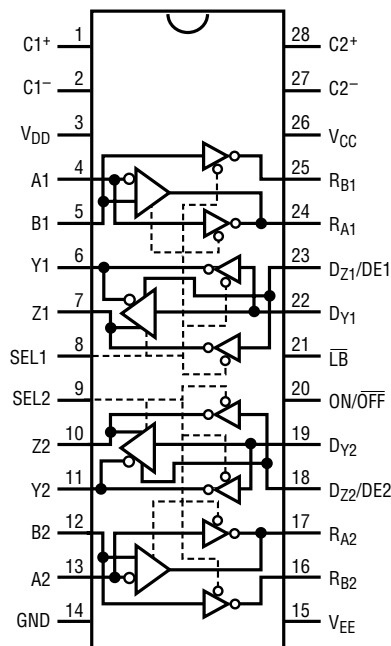 C1+ 1 28 C2+
C1− 2 27 C2−
VDD 3 26 VCC
A1 4 25 RB1
B1 5 24 RA1
Y1 6 23 DZ1/DE1
Z1 7 22 DY1
SEL1 8 21 L̅B̅
SEL2 9 20 ON/O̅F̅F̅
Z2 10 19 DY2
Y2 11 18 DZ2/DE2
B2 12 17 RA2
A2 13 16 RB2
GND 14 15 VEE